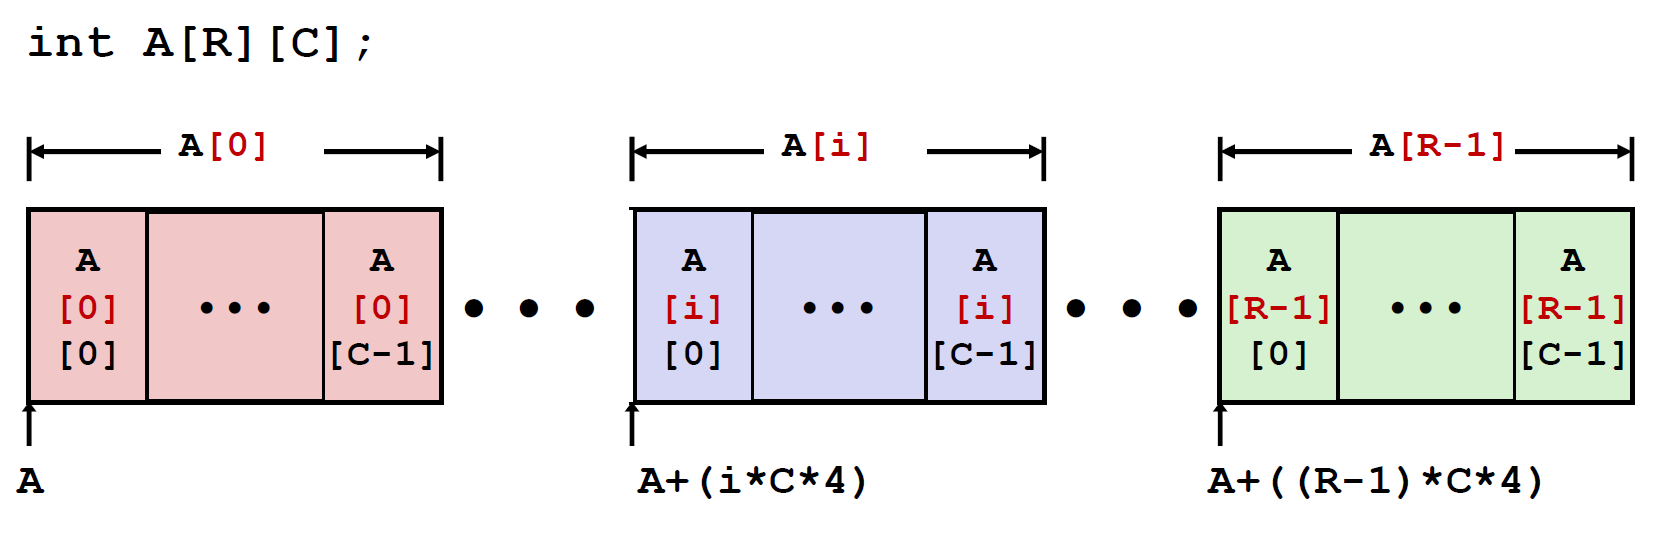 int A[R][C];
A[0] A[i] A[R-1]
A ••• A • • • A ••• A • • • A ••• A
[0] [0] [i] [i] [R-1] [R-1]
[0] [C-1] [0] [C-1] [0] [C-1]
A A+(i*C*4) A+((R-1)*C*4)